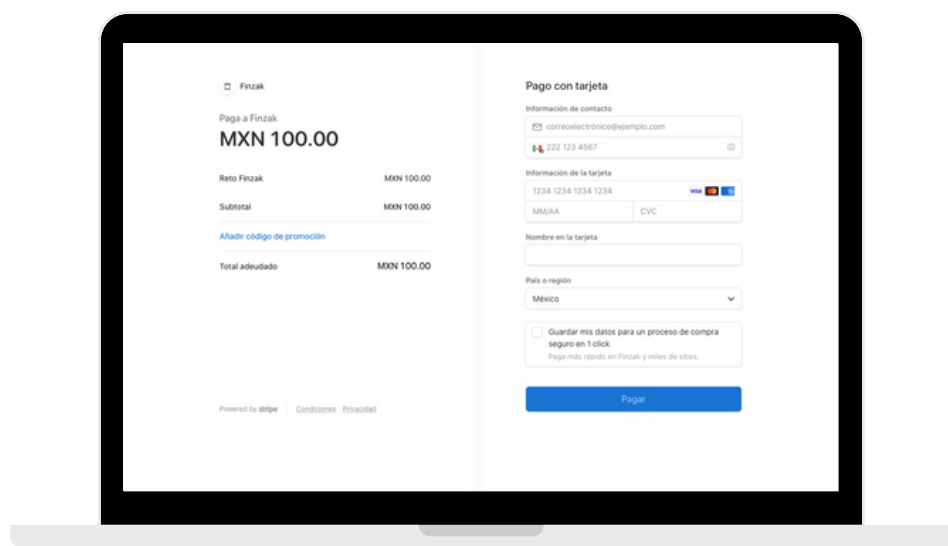 Finzak
Paga a Finzak
MXN 100.00
Reto Finzak MXN 100.00
Subtotal MXN 100.00
Añadir código de promoción
Total adeudado MXN 100.00
Powered by stripe Condiciones Privacidad
Pago con tarjeta
Información de contacto
correoelectrónico@ejemplo.com
222 123 4567
Información de la tarjeta
1234 1234 1234 1234 VISA
MM/AA CVC
Nombre en la tarjeta
País o región
México
Guardar mis datos para un proceso de compra
seguro en 1 click
Paga más rápido en Finzak y miles de sitios.
Pagar